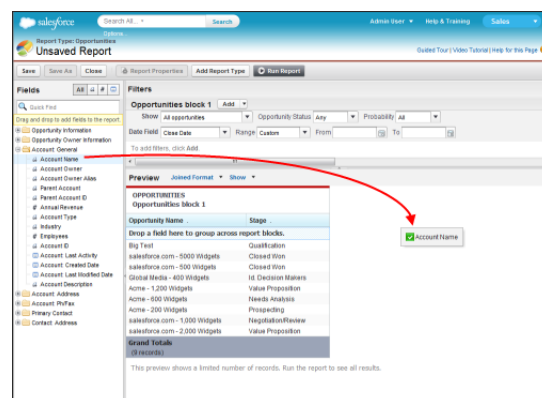 salesforce Search All... Search Admin User Help & Training Sales
Options
Report Type: Opportunities
Unsaved Report Guided Tour | Video Tutorial | Help for this Page
Save Save As Close Report Properties Add Report Type Run Report
Fields All
Quick Find
Drag and drop to add fields to the report.
Opportunity Information
Opportunity Owner Information
Account: General
Account Name
Account Owner
Account Owner Alias
Parent Account
Parent Account ID
Annual Revenue
Account Type
Industry
Employees
Account ID
Account: Last Activity
Account: Created Date
Account: Last Modified Date
Account Description
Account: Address
Account: Ph/Fax
Primary Contact
Contact: Address
Filters
Opportunities block 1 Add
Show All opportunities Opportunity Status Any Probability All
Date Field Close Date Range Custom From To
To add filters, click Add.
Preview Joined Format Show
OPPORTUNITIES
Opportunities block 1
Opportunity Name Stage
Drop a field here to group across report blocks.
Big Test Qualification
salesforce.com - 5000 Widgets Closed Won
salesforce.com - 500 Widgets Closed Won
Global Media - 400 Widgets Id. Decision Makers
Acme - 1,200 Widgets Value Proposition
Acme - 600 Widgets Needs Analysis
Acme - 200 Widgets Prospecting
salesforce.com - 1,000 Widgets Negotiation/Review
salesforce.com - 2,000 Widgets Value Proposition
Grand Totals
(9 records)
Account Name
This preview shows a limited number of records. Run the report to see all results.